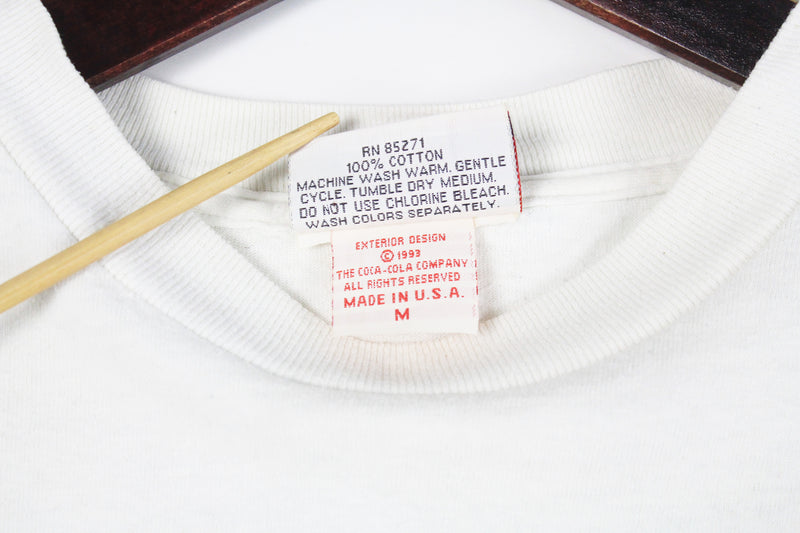 RN 85271
100% COTTON
MACHINE WASH WARM, GENTLE
CYCLE. TUMBLE DRY MEDIUM.
DO NOT USE CHLORINE BLEACH.
WASH COLORS SEPARATELY.
EXTERIOR DESIGN
© 1993
THE COCA-COLA COMPANY
ALL RIGHTS RESERVED
MADE IN U.S.A.
M